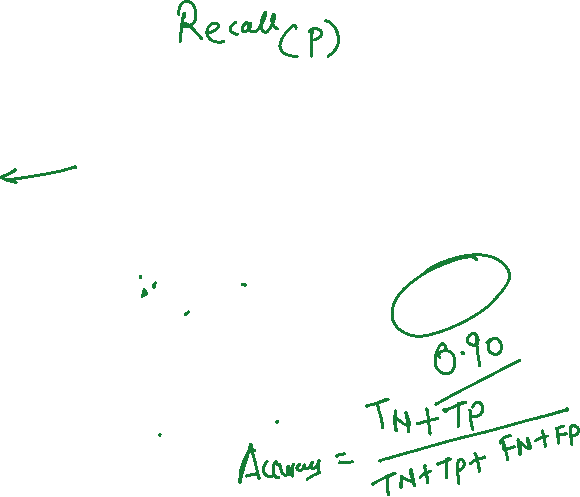 Recall(P)
0.90
Accuracy = TN+TP / TN+TP+FN+FP